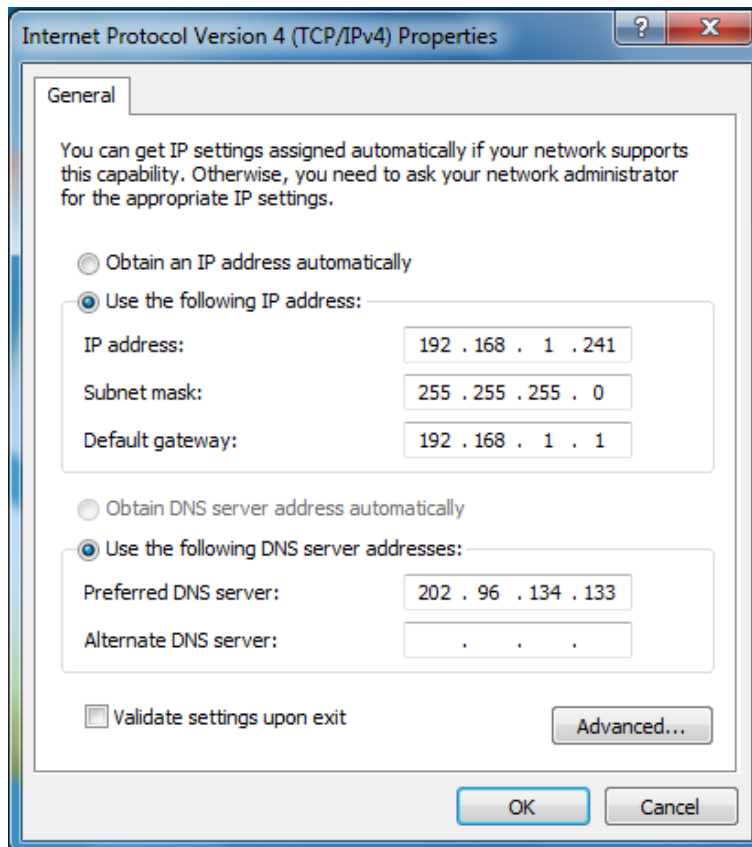 Internet Protocol Version 4 (TCP/IPv4) Properties
General
You can get IP settings assigned automatically if your network supports
this capability. Otherwise, you need to ask your network administrator
for the appropriate IP settings.
Obtain an IP address automatically
Use the following IP address:
IP address: 192 . 168 . 1 . 241
Subnet mask: 255 . 255 . 255 . 0
Default gateway: 192 . 168 . 1 . 1
Obtain DNS server address automatically
Use the following DNS server addresses:
Preferred DNS server: 202 . 96 . 134 . 133
Alternate DNS server: . . .
Validate settings upon exit
Advanced...
OK Cancel